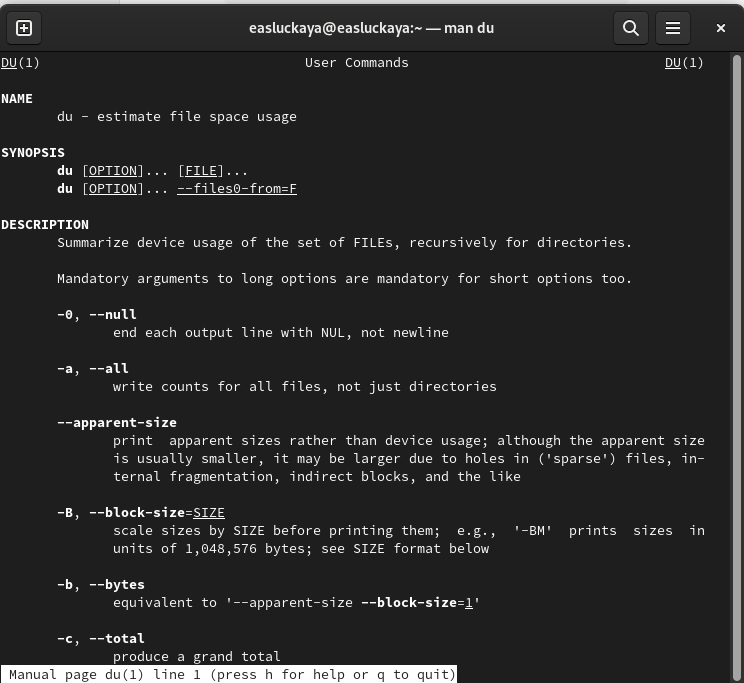 easluckaya@easluckaya:~ — man du
DU(1) User Commands DU(1)
NAME
du - estimate file space usage
SYNOPSIS
du [OPTION]... [FILE]...
du [OPTION]... --files0-from=F
DESCRIPTION
Summarize device usage of the set of FILEs, recursively for directories.
Mandatory arguments to long options are mandatory for short options too.
-0, --null
end each output line with NUL, not newline
-a, --all
write counts for all files, not just directories
--apparent-size
print apparent sizes rather than device usage; although the apparent size
is usually smaller, it may be larger due to holes in ('sparse') files, in-
ternal fragmentation, indirect blocks, and the like
-B, --block-size=SIZE
scale sizes by SIZE before printing them; e.g., '-BM' prints sizes in
units of 1,048,576 bytes; see SIZE format below
-b, --bytes
equivalent to '--apparent-size --block-size=1'
-c, --total
produce a grand total
Manual page du(1) line 1 (press h for help or q to quit)